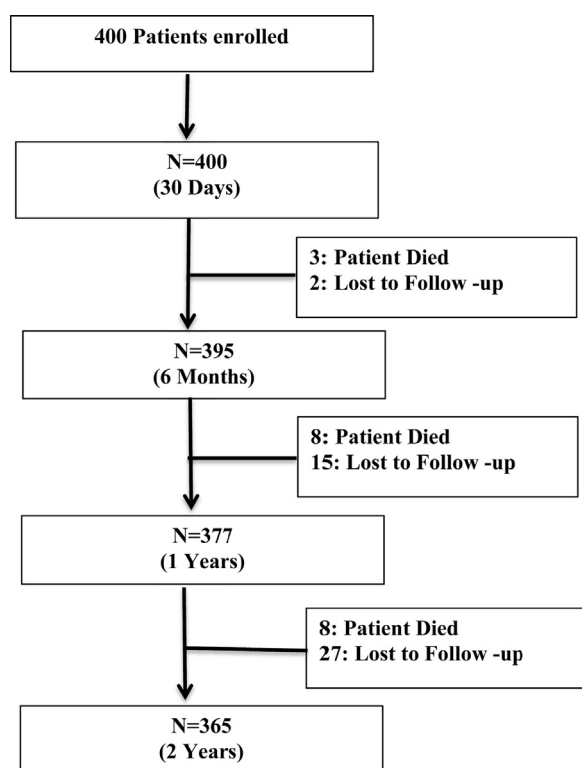 400 Patients enrolled
N=400
(30 Days)
3: Patient Died
2: Lost to Follow -up
N=395
(6 Months)
8: Patient Died
15: Lost to Follow -up
N=377
(1 Years)
8: Patient Died
27: Lost to Follow -up
N=365
(2 Years)